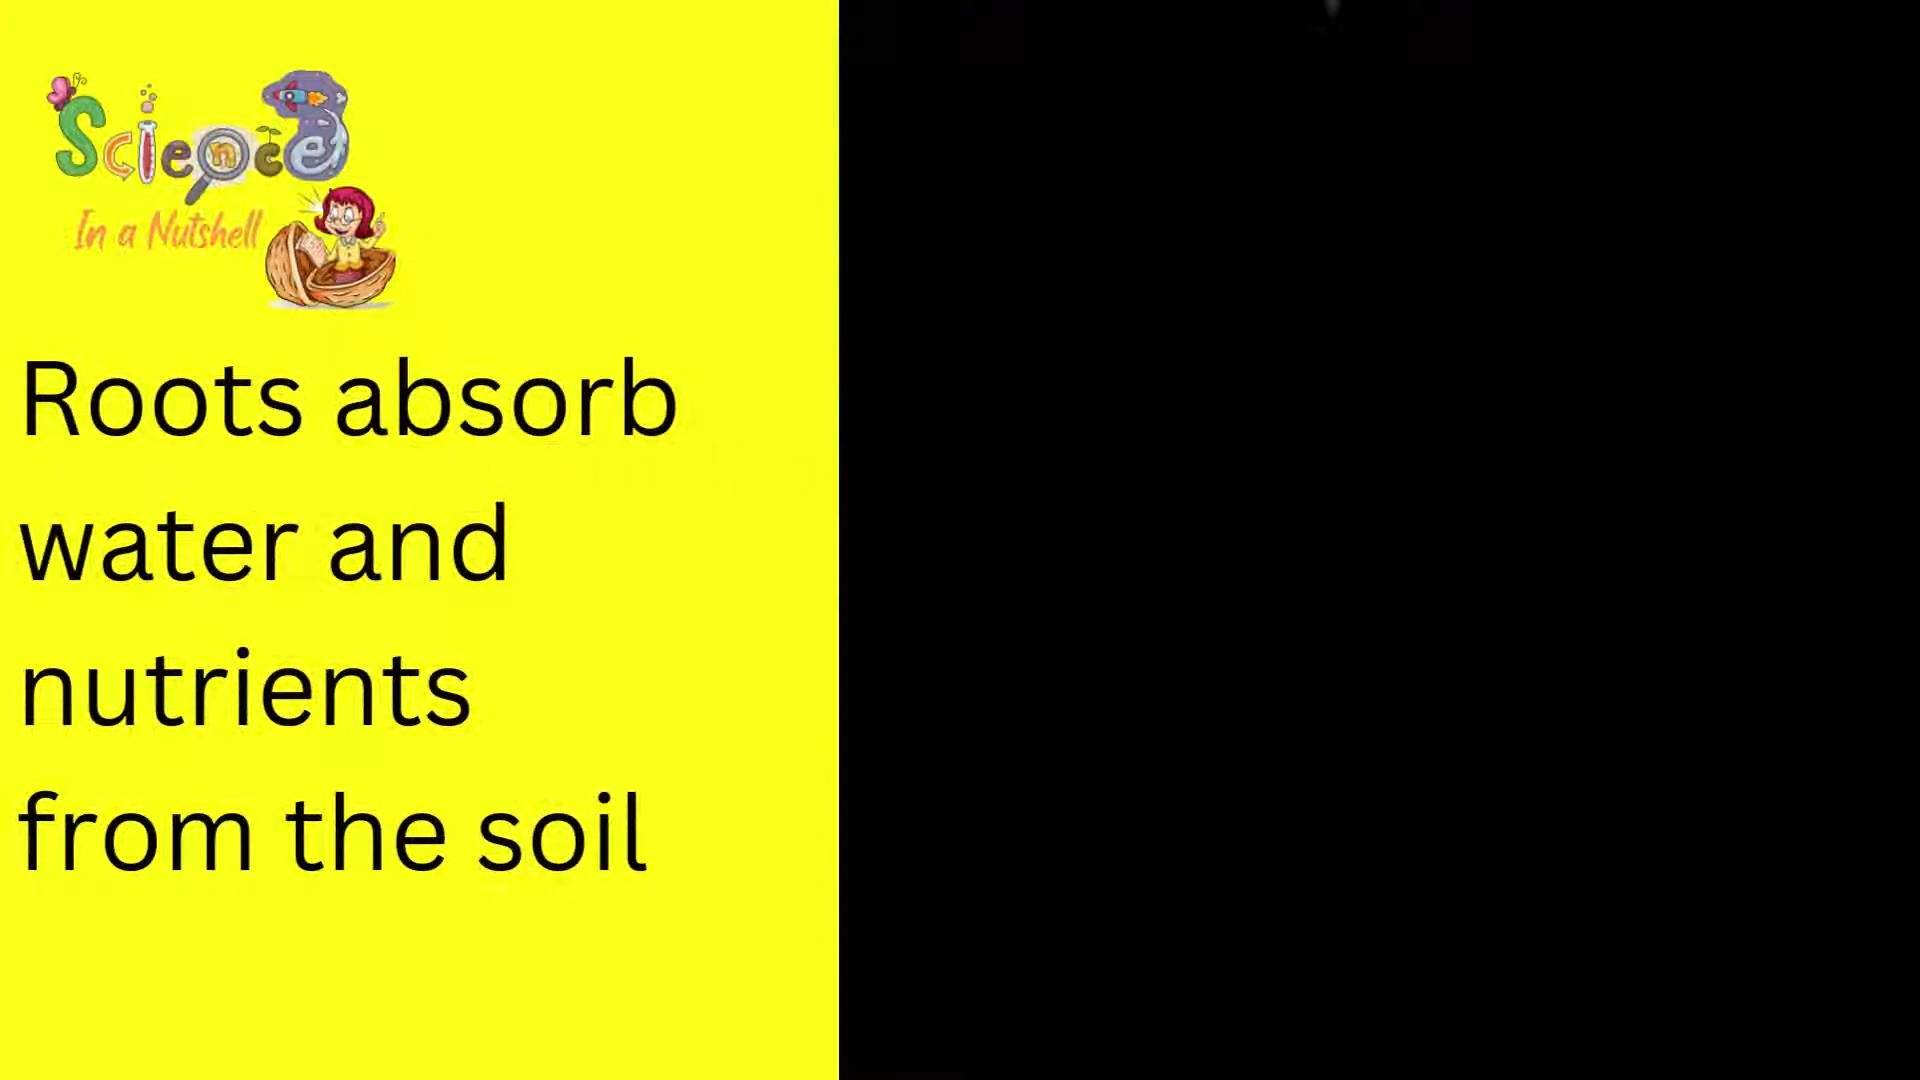 Science
In a Nutshell
Roots absorb
water and
nutrients
from the soil